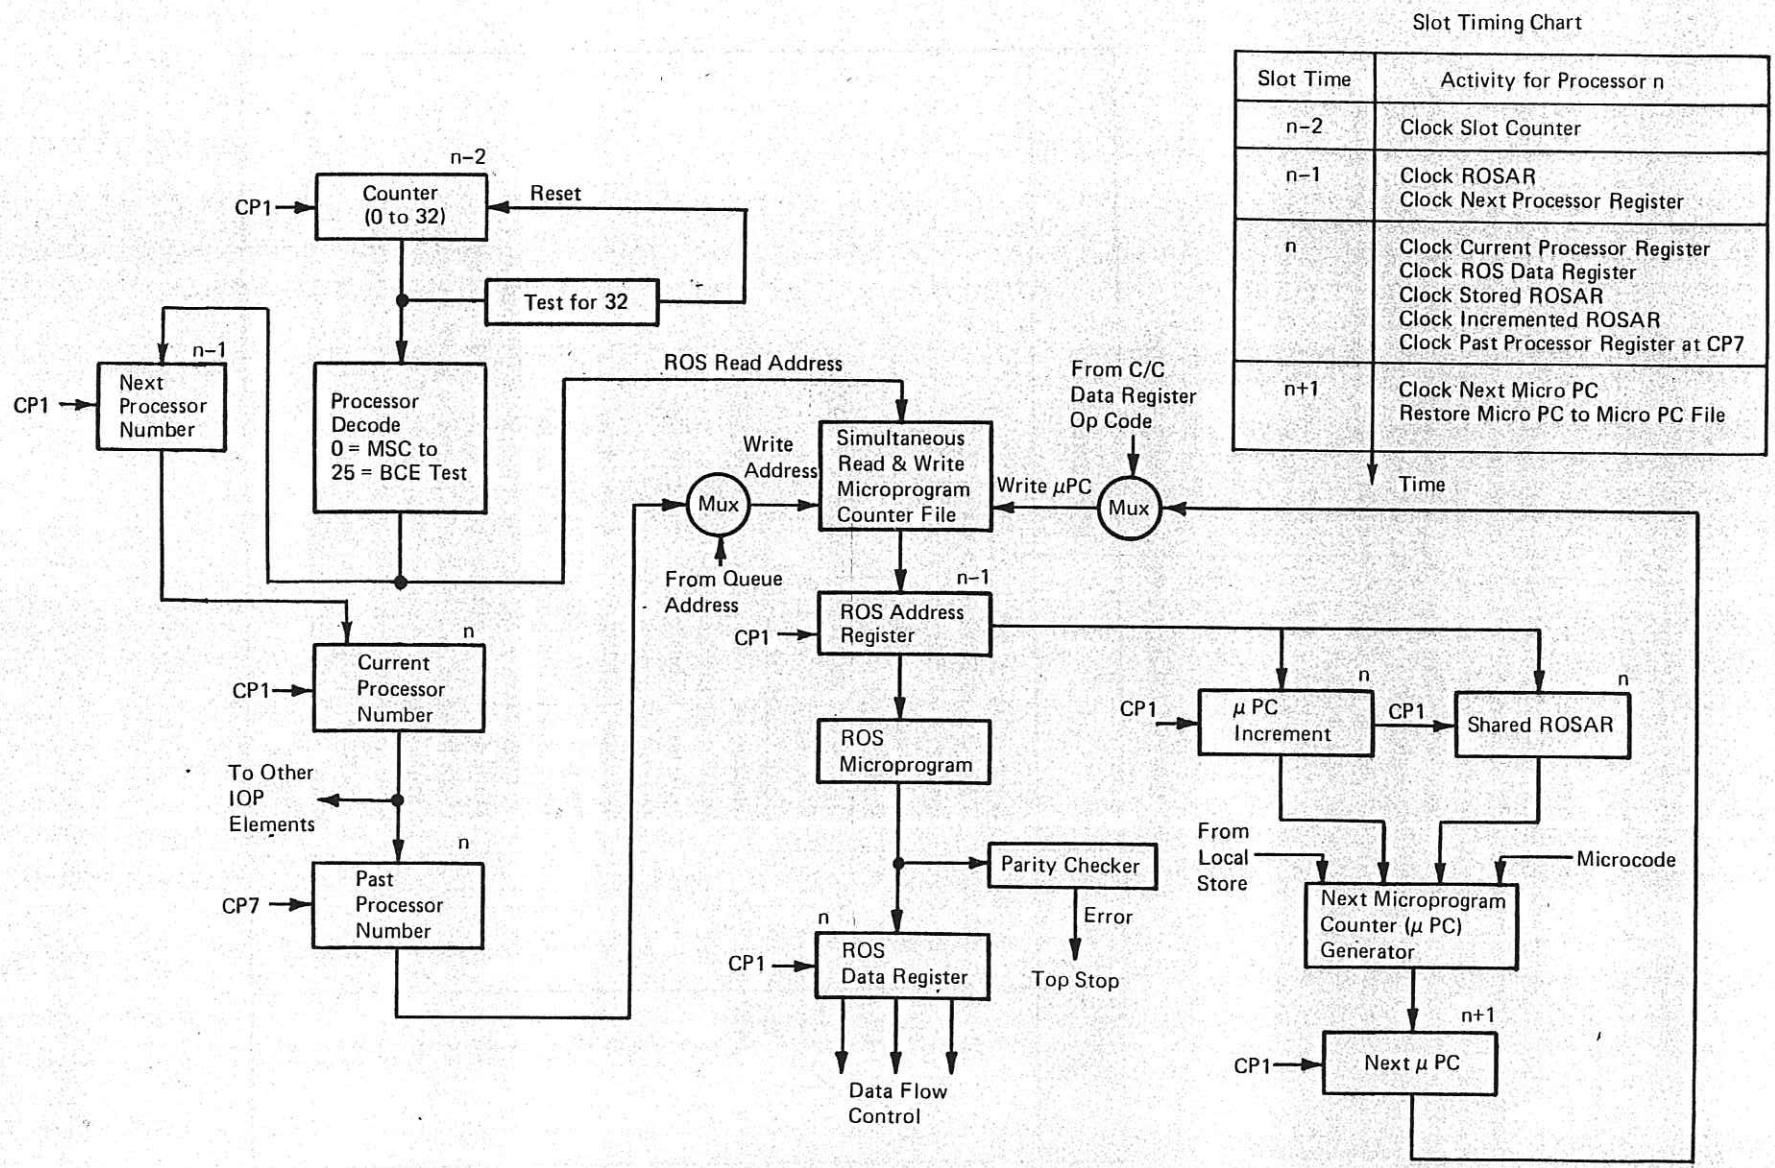 Slot Timing Chart
Slot Time
Activity for Processor n
n-2
Clock Slot Counter
n-1
Clock ROSAR
Clock Next Processor Register
n
Clock Current Processor Register
Clock ROS Data Register
Clock Stored ROSAR
Clock Incremented ROSAR
Clock Past Processor Register at CP7
n+1
Clock Next Micro PC
Restore Micro PC to Micro PC File
Time
n-2
CP1
Counter
(0 to 32)
Reset
Test for 32
n-1
CP1
Next
Processor
Number
Processor
Decode
0 = MSC to
25 = BCE Test
ROS Read Address
From C/C
Data Register
Op Code
Write
Address
Mux
Simultaneous
Read & Write
Microprogram
Counter File
Write μPC
Mux
From Queue
Address
n-1
CP1
ROS Address
Register
n
CP1
Current
Processor
Number
To Other
IOP
Elements
n
CP7
Past
Processor
Number
ROS
Microprogram
Parity Checker
Error
Top Stop
n
CP1
ROS
Data Register
Data Flow
Control
n
CP1
μ PC
Increment
CP1
n
Shared ROSAR
From
Local
Store
Microcode
Next Microprogram
Counter (μ PC)
Generator
n+1
CP1
Next μ PC